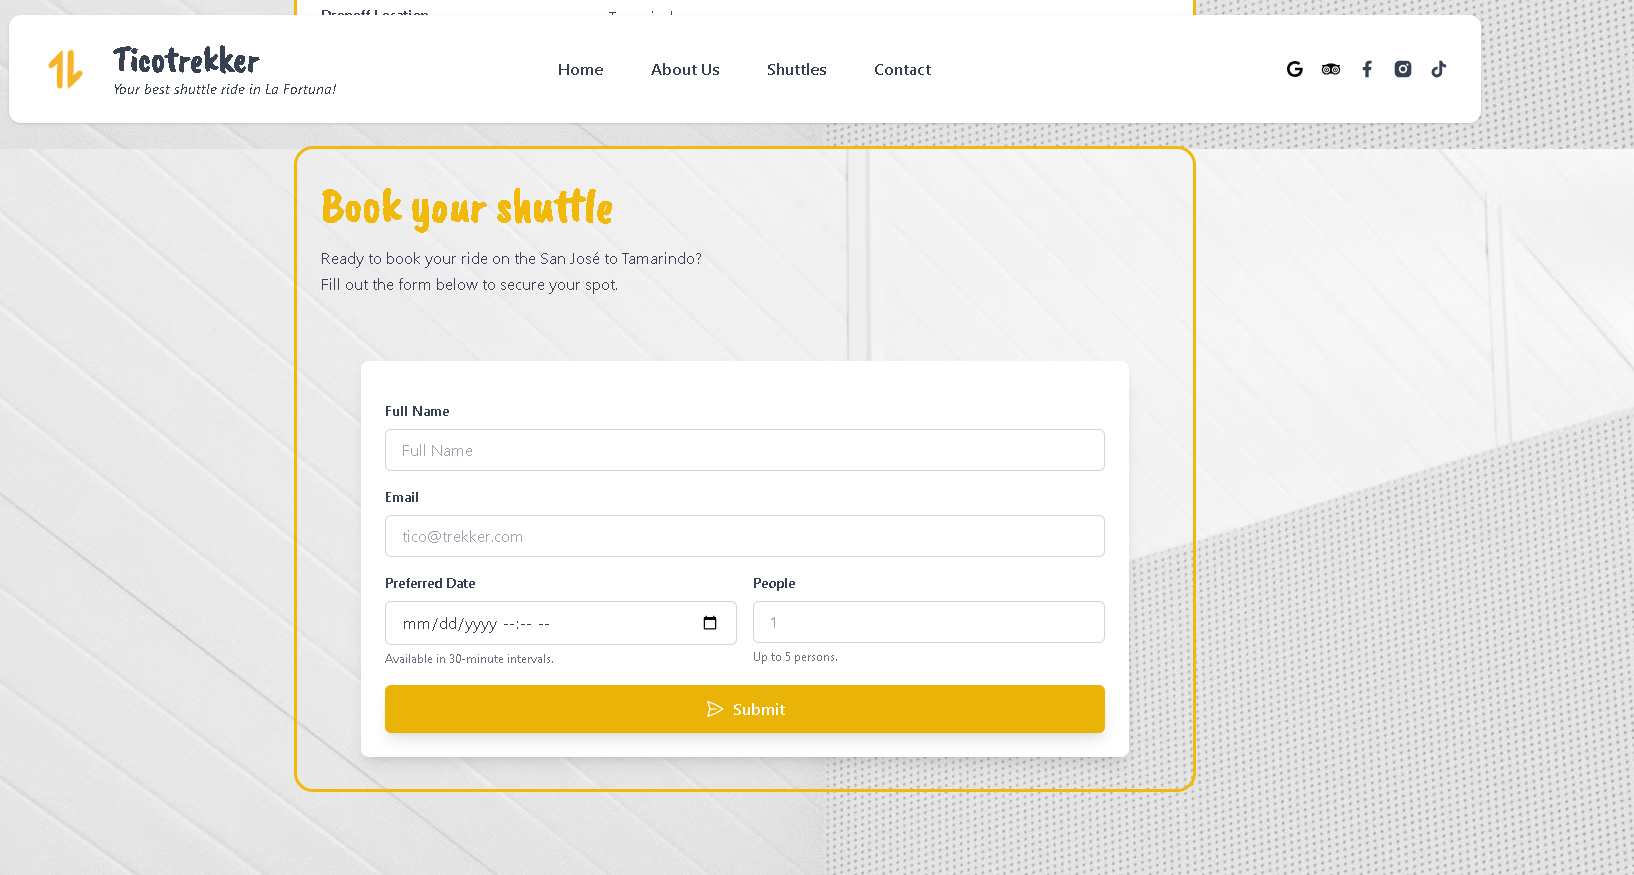 Dropoff Location
Ticotrekker
Your best shuttle ride in La Fortuna!
Home
About Us
Shuttles
Contact
Book your shuttle
Ready to book your ride on the San José to Tamarindo?
Fill out the form below to secure your spot.
Full Name
Full Name
Email
tico@trekker.com
Preferred Date
People
mm/dd/yyyy --:-- --
1
Available in 30-minute intervals.
Up to 5 persons.
Submit